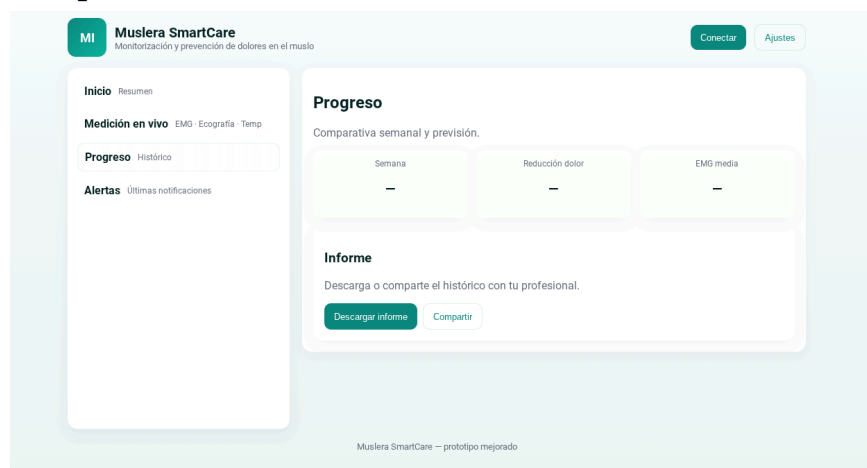 MI
Muslera SmartCare
Monitorización y prevención de dolores en el muslo
Conectar
Ajustes
Inicio Resumen
Medición en vivo EMG · Ecografía · Temp
Progreso Histórico
Alertas Últimas notificaciones
Progreso
Comparativa semanal y previsión.
Semana
—
Reducción dolor
—
EMG media
—
Informe
Descarga o comparte el histórico con tu profesional.
Descargar informe
Compartir
Muslera SmartCare — prototipo mejorado